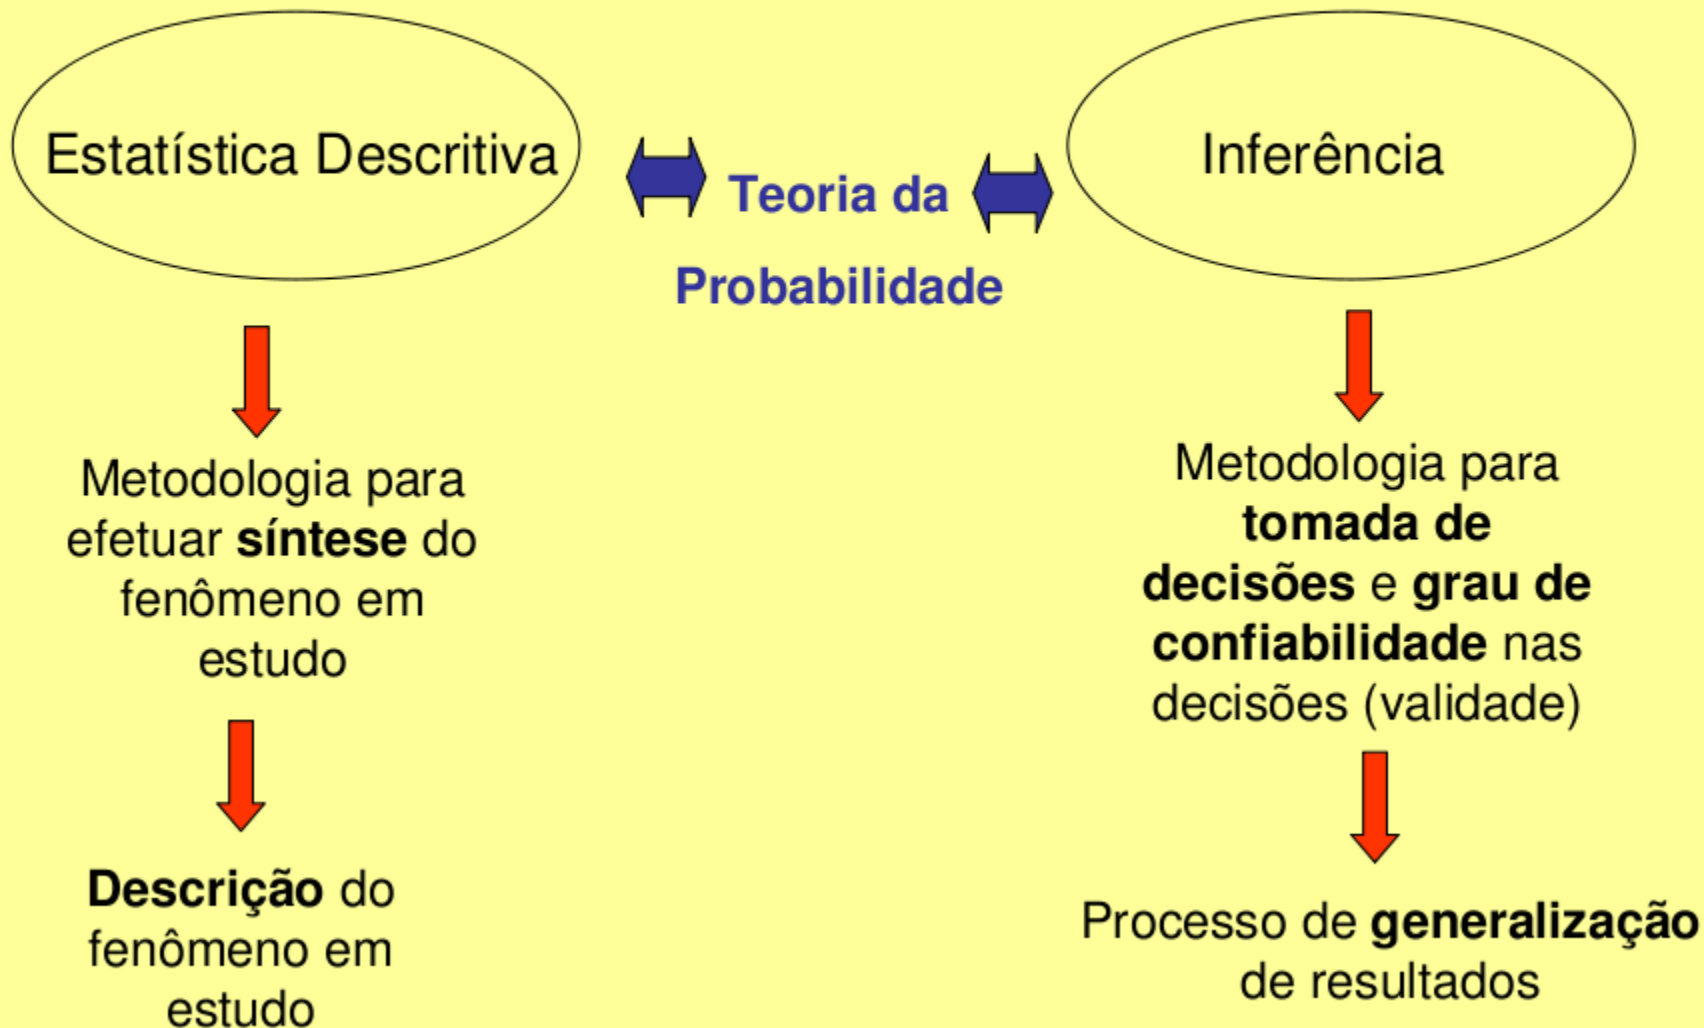 Estatística Descritiva
Teoria da
Probabilidade
Inferência
Metodologia para
efetuar síntese do
fenômeno em
estudo
Descrição do
fenômeno em
estudo
Metodologia para
tomada de
decisões e grau de
confiabilidade nas
decisões (validade)
Processo de generalização
de resultados